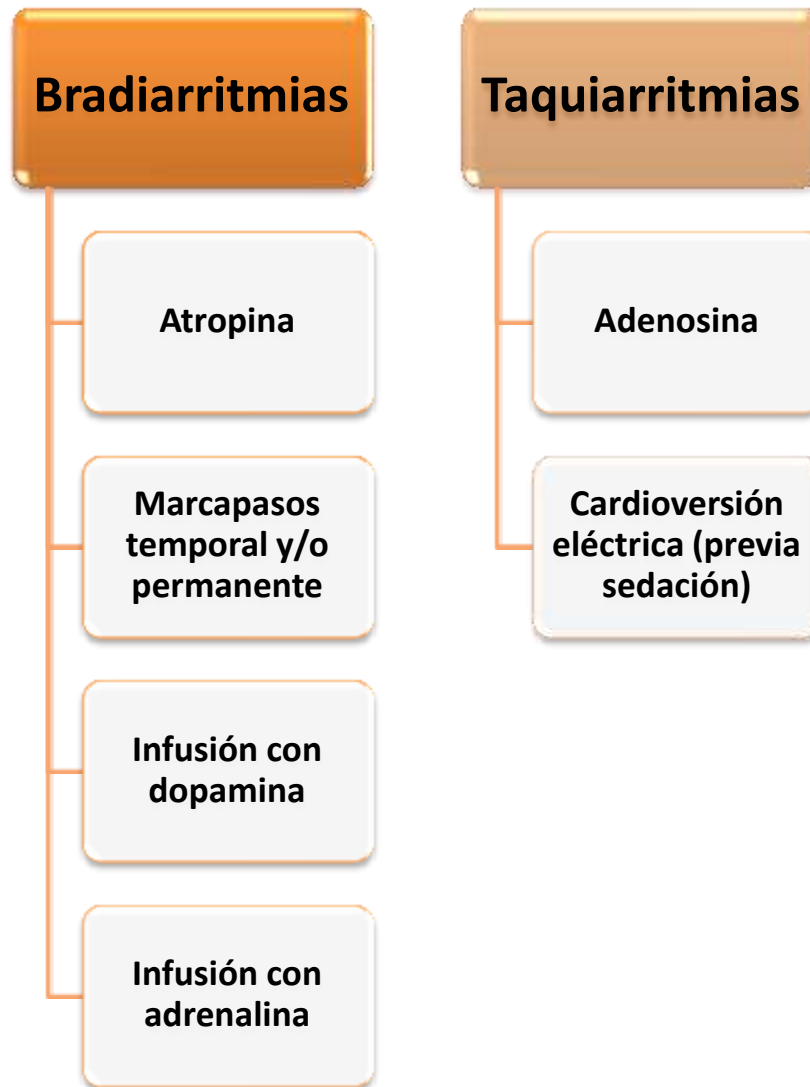 Bradiarritmias
Atropina
Marcapasos
temporal y/o
permanente
Infusión con
dopamina
Infusión con
adrenalina
Taquiarritmias
Adenosina
Cardioversión
eléctrica (previa
sedación)